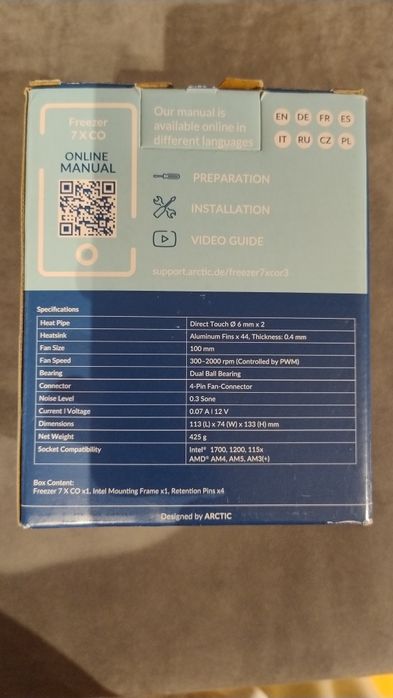 Freezer
7 X CO
ONLINE
MANUAL
Our manual is
available online in
different languages
EN DE FR ES
IT RU CZ PL
PREPARATION
INSTALLATION
VIDEO GUIDE
support.arctic.de/freezer7xcor3
Specifications
Heat Pipe Direct Touch Ø 6 mm x 2
Heatsink Aluminum Fins x 44, Thickness: 0.4 mm
Fan Size 100 mm
Fan Speed 300–2000 rpm (Controlled by PWM)
Bearing Dual Ball Bearing
Connector 4-Pin Fan-Connector
Noise Level 0.3 Sone
Current I Voltage 0.07 A I 12 V
Dimensions 113 (L) x 74 (W) x 133 (H) mm
Net Weight 425 g
Socket Compatibility Intel® 1700, 1200, 115x
AMD® AM4, AM5, AM3(+)
Box Content:
Freezer 7 X CO x1, Intel Mounting Frame x1, Retention Pins x4
Designed by ARCTIC